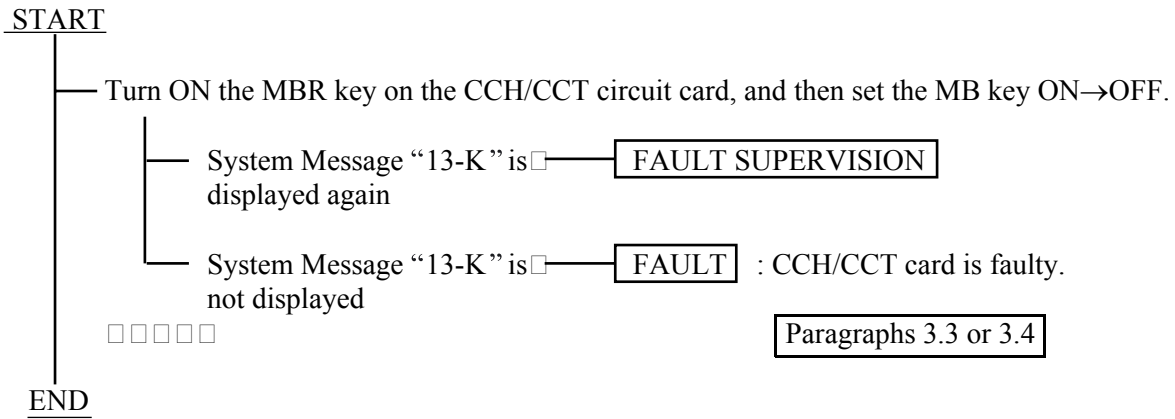 START
Turn ON the MBR key on the CCH/CCT circuit card, and then set the MB key ON→OFF.
System Message “13-K” is□ FAULT SUPERVISION
displayed again
System Message “13-K” is□ FAULT : CCH/CCT card is faulty.
not displayed
□□□□□ Paragraphs 3.3 or 3.4
END